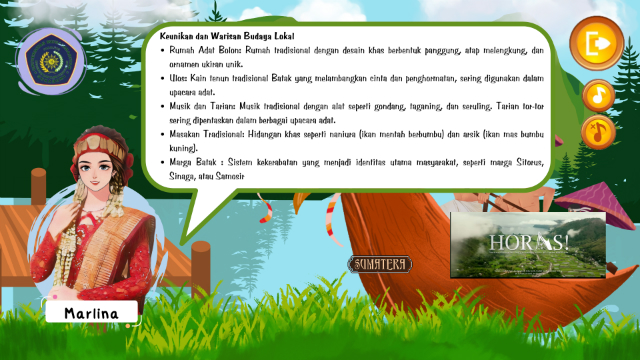 Keunikan dan Warisan Budaya Lokal
• Rumah Adat Bolon: Rumah tradisional dengan desain khas berbentuk panggung, atap melengkung, dan
ornamen ukiran unik.
• Ulos: Kain tenun tradisional Batak yang melambangkan cinta dan penghormatan, sering digunakan dalam
upacara adat.
• Musik dan Tarian: Musik tradisional dengan alat seperti gondang, taganing, dan seruling. Tarian tor-tor
sering dipentaskan dalam berbagai upacara adat.
• Masakan Tradisional: Hidangan khas seperti naniura (ikan mentah berbumbu) dan arsik (ikan mas bumbu
kuning).
• Marga Batak : Sistem kekerabatan yang menjadi identitas utama masyarakat, seperti marga Sitorus,
Sinaga, atau Samosir
HORAS!
SUMATERA
Marlina